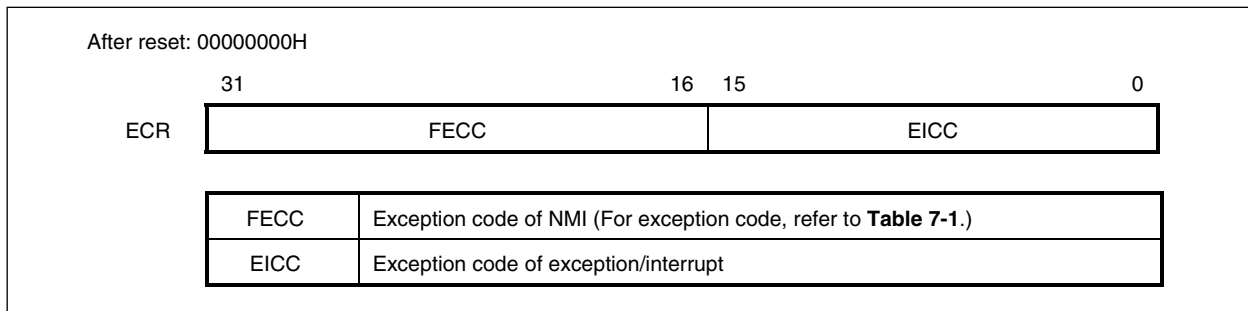 After reset: 00000000H
31 16 15 0
ECR FECC EICC
FECC Exception code of NMI (For exception code, refer to Table 7-1.)
EICC Exception code of exception/interrupt